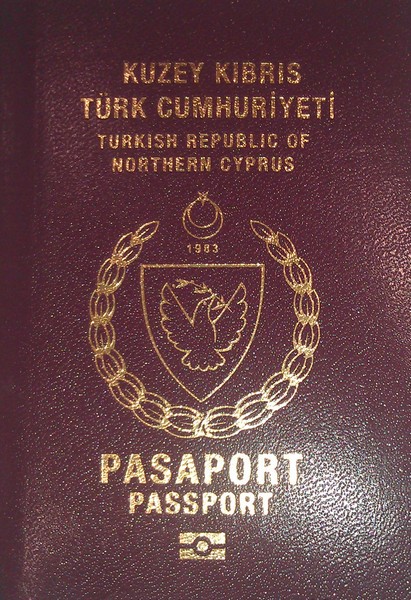 KUZEY KIBRIS
TÜRK CUMHURİYETİ
TURKISH REPUBLIC OF
NORTHERN CYPRUS
1983
PASAPORT
PASSPORT